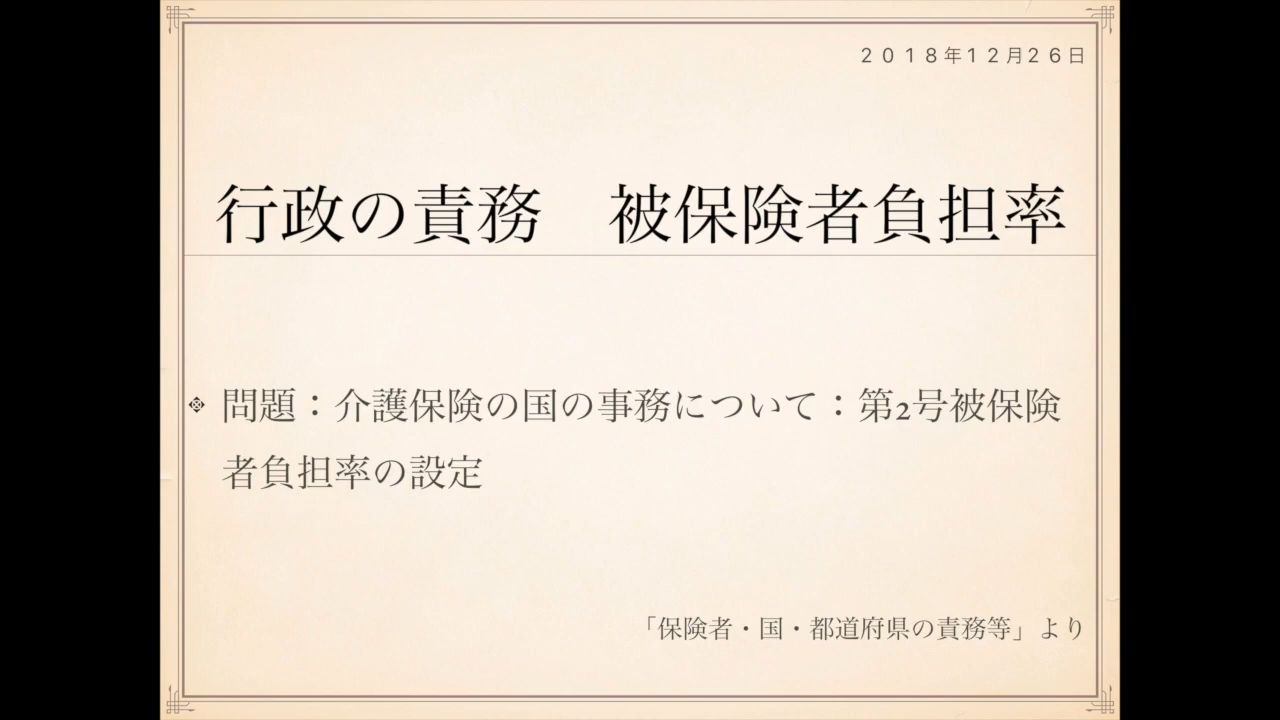 ２０１８年１２月２６日
行政の責務　被保険者負担率
問題：介護保険の国の事務について：第2号被保険
者負担率の設定
「保険者・国・都道府県の責務等」より